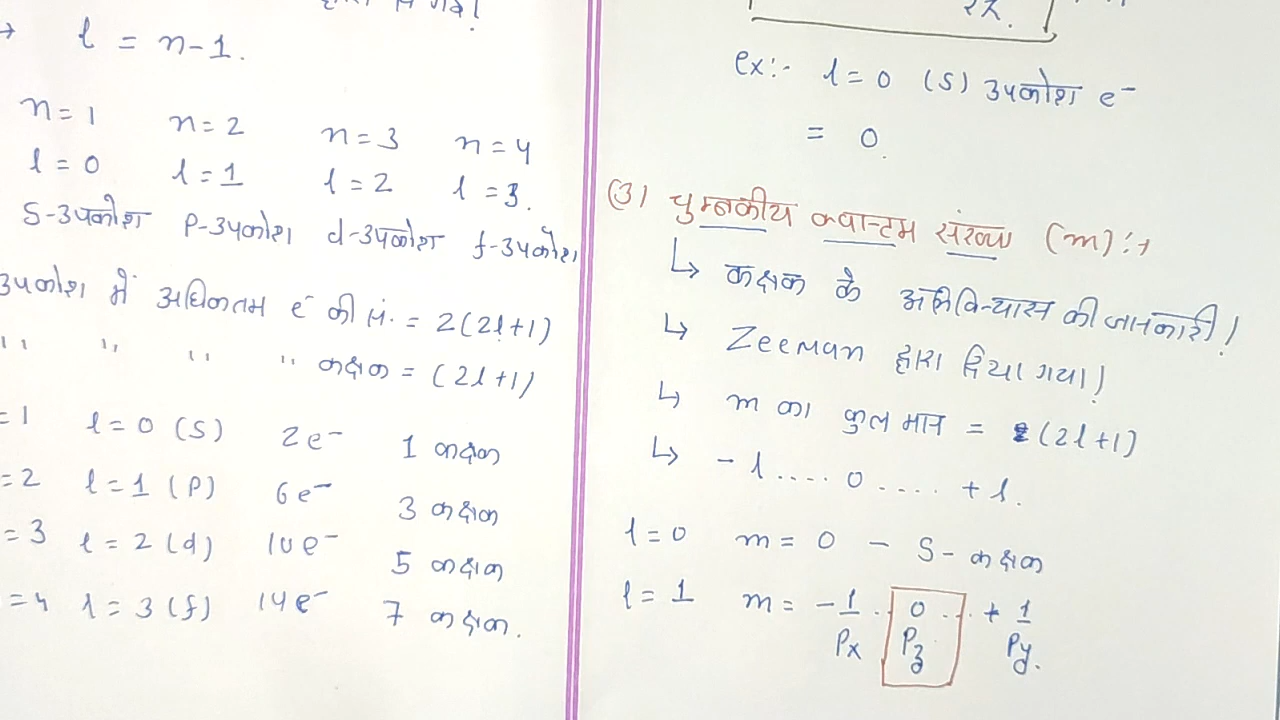 l = n-1.
n=1 n=2 n=3 n=4
l=0 l=1 l=2 l=3.
S-उपकोश P-उपकोश d-उपकोश f-उपकोश
उपकोश में अधिकतम e⁻ की सं. = 2(2l+1)
" " " " कक्षक = (2l+1)
=1 l=0 (S) 2e⁻ 1 कक्षक
=2 l=1 (P) 6e⁻ 3 कक्षक
=3 l=2 (d) 10e⁻ 5 कक्षक
=4 l=3 (f) 14e⁻ 7 कक्षक.
2π.
ex:- l=0 (S) उपकोश e⁻
= 0.
(3) चुम्बकीय क्वान्टम संख्या (m) :→
↳ कक्षक के अभिविन्यास की जानकारी!
↳ Zeeman द्वारा दिया गया!
↳ m का कुल मान = (2l+1)
↳ -l .... 0 .... +l.
l=0 m=0 - S-कक्षक
l=1 m= -1 .. 0 ... +1
Px Pz Py.